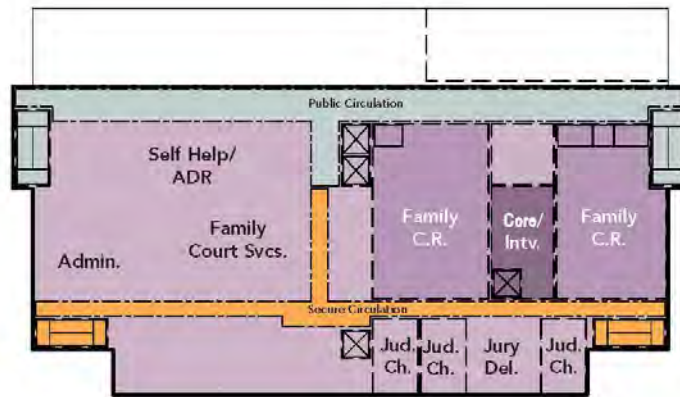 Public Circulation
Self Help/
ADR
Family
Court Svcs.
Admin.
Family
C.R.
Core/
Intv.
Family
C.R.
Secure Circulation
Jud.
Ch.
Jud.
Ch.
Jury
Del.
Jud.
Ch.